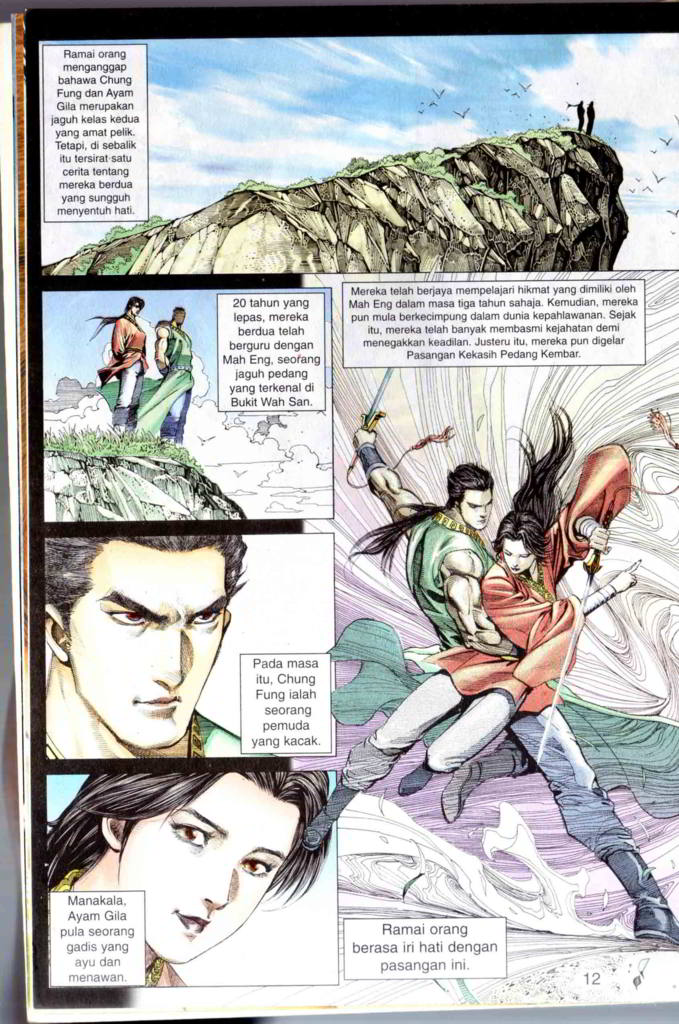 Ramai orang
menganggap
bahawa Chung
Fung dan Ayam
Gila merupakan
jaguh kelas kedua
yang amat pelik.
Tetapi, di sebalik
itu tersirat satu
cerita tentang
mereka berdua
yang sungguh
menyentuh hati.
20 tahun yang
lepas, mereka
berdua telah
berguru dengan
Mah Eng, seorang
jaguh pedang
yang terkenal di
Bukit Wah San.
Mereka telah berjaya mempelajari hikmat yang dimiliki oleh
Mah Eng dalam masa tiga tahun sahaja. Kemudian, mereka
pun mula berkecimpung dalam dunia kepahlawanan. Sejak
itu, mereka telah banyak membasmi kejahatan demi
menegakkan keadilan. Justeru itu, mereka pun digelar
Pasangan Kekasih Pedang Kembar.
Pada masa
itu, Chung
Fung ialah
seorang
pemuda
yang kacak.
Manakala,
Ayam Gila
pula seorang
gadis yang
ayu dan
menawan.
Ramai orang
berasa iri hati dengan
pasangan ini.
12